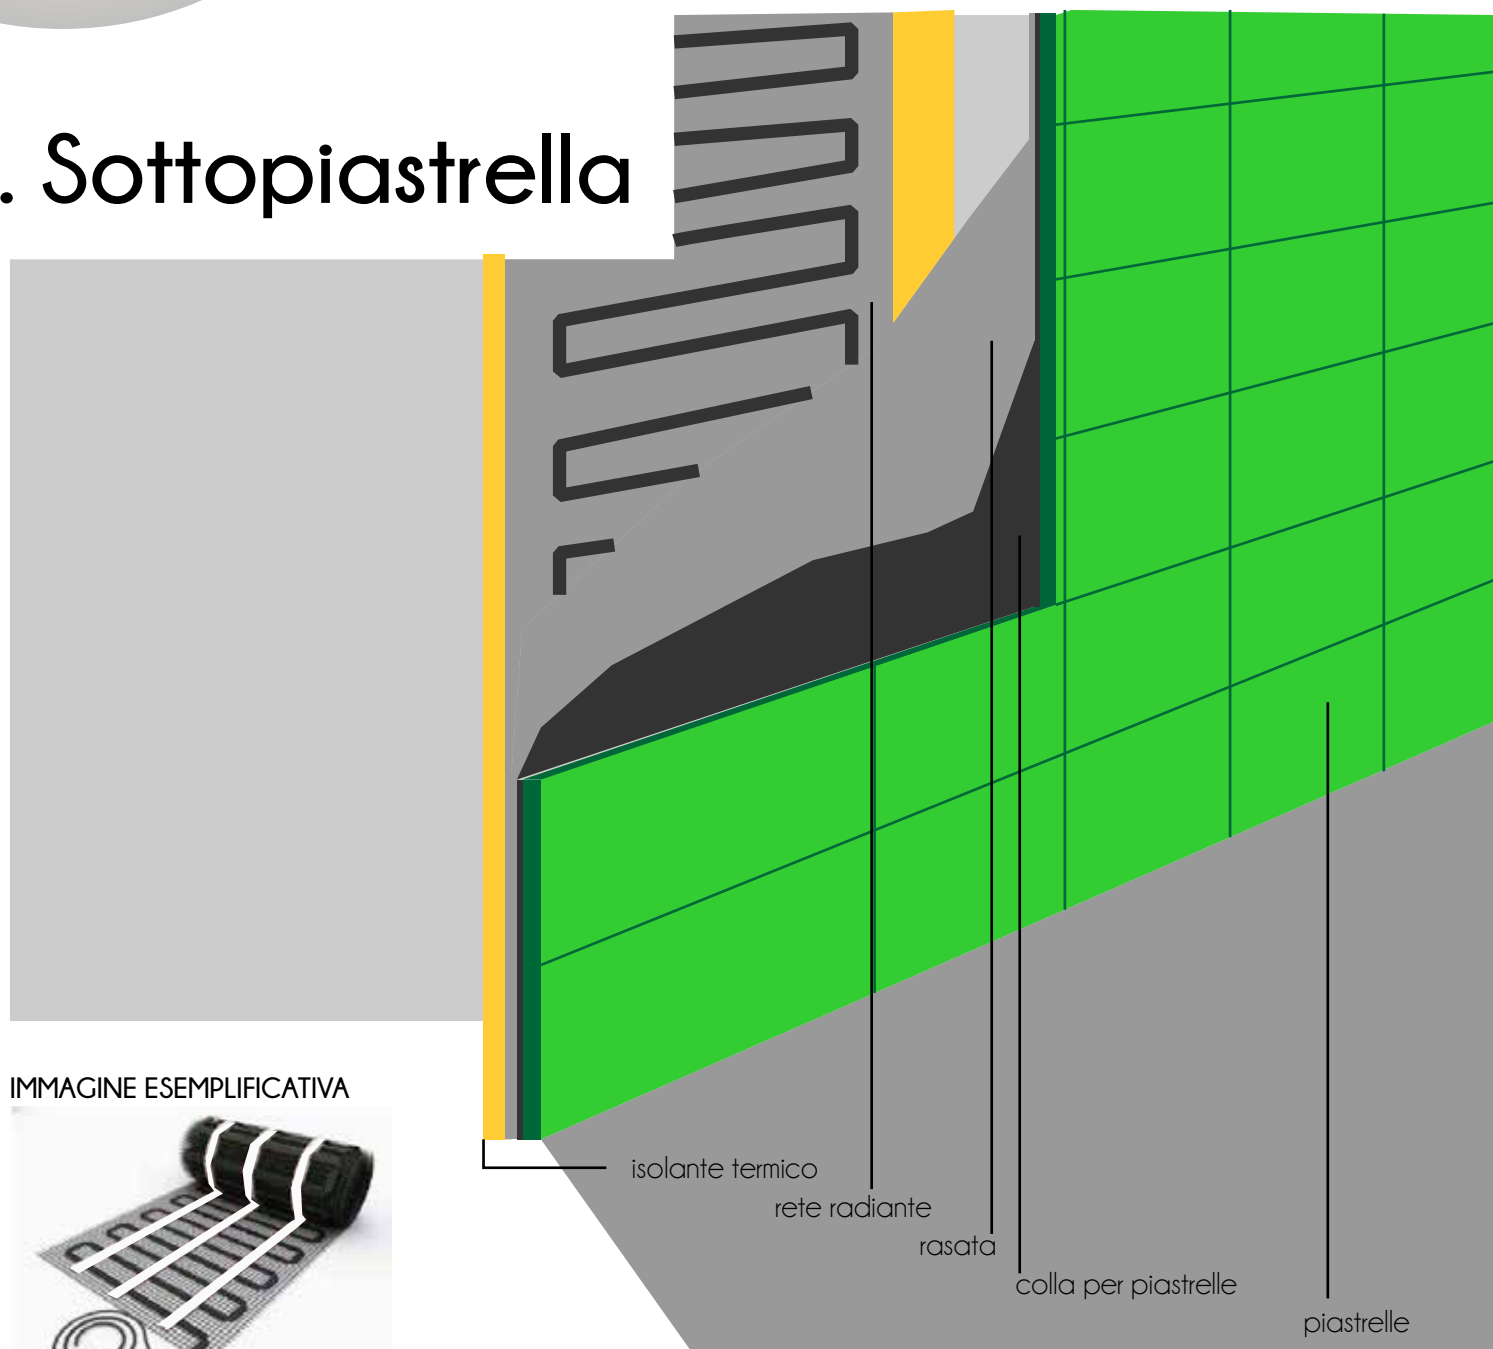 . Sottopiastrella
IMMAGINE ESEMPLIFICATIVA
isolante termico
rete radiante
rasata
colla per piastrelle
piastrelle